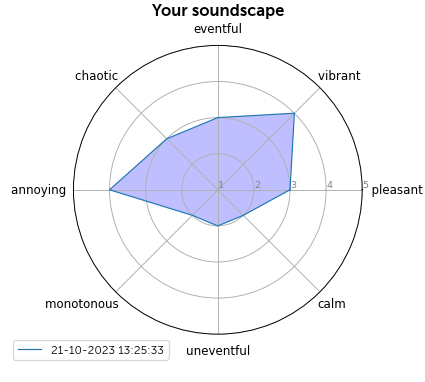 Your soundscape
eventful
chaotic
vibrant
annoying
1
2
3
4
5
pleasant
monotonous
calm
21-10-2023 13:25:33
uneventful